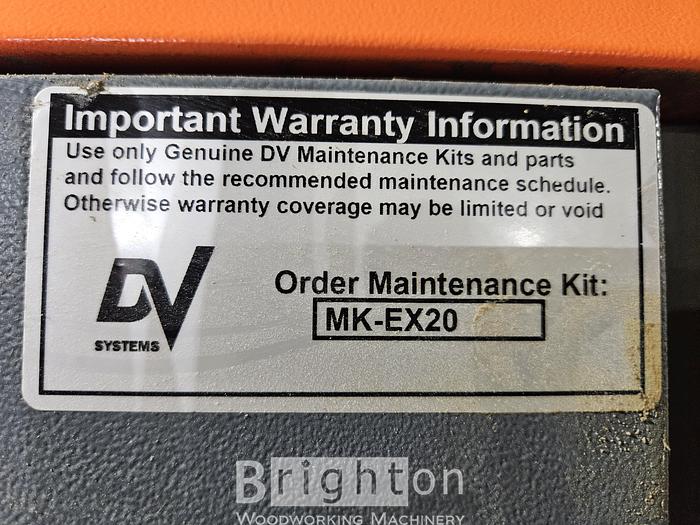 Important Warranty Information
Use only Genuine DV Maintenance Kits and parts
and follow the recommended maintenance schedule.
Otherwise warranty coverage may be limited or void
DV
SYSTEMS
Order Maintenance Kit:
MK-EX20
Brighton
WOODWORKING MACHINERY